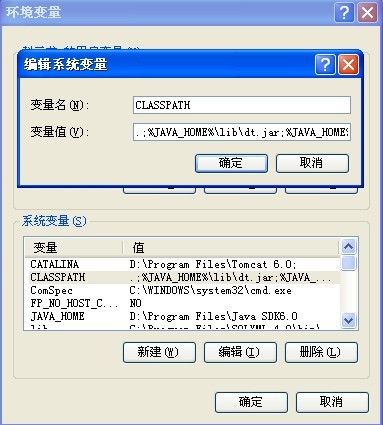 环境变量
编辑系统变量
变量名(N):
CLASSPATH
变量值(V):
.;%JAVA_HOME%\lib\dt.jar;%JAVA_HOME%
确定
取消
系统变量(S)
变量
值
CATALINA
D:\Program Files\Tomcat 6.0;
CLASSPATH
.;%JAVA_HOME%\lib\dt.jar;%JAVA_...
ComSpec
C:\WINDOWS\system32\cmd.exe
FP_NO_HOST_C...
NO
JAVA_HOME
D:\Program Files\Java SDK6.0
新建(W)
编辑(I)
删除(L)
确定
取消